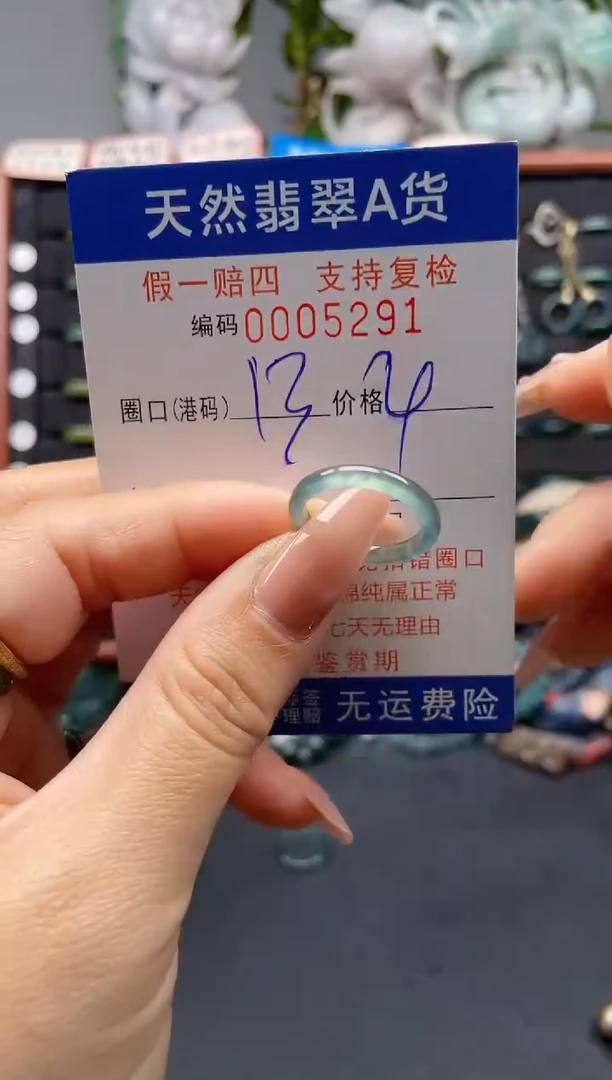 天然翡翠A货
假一赔四 支持复检
编码0005291
圈口(港码) 13 价格
错圈口
纯属正常
七天无理由
鉴赏期
无运费险